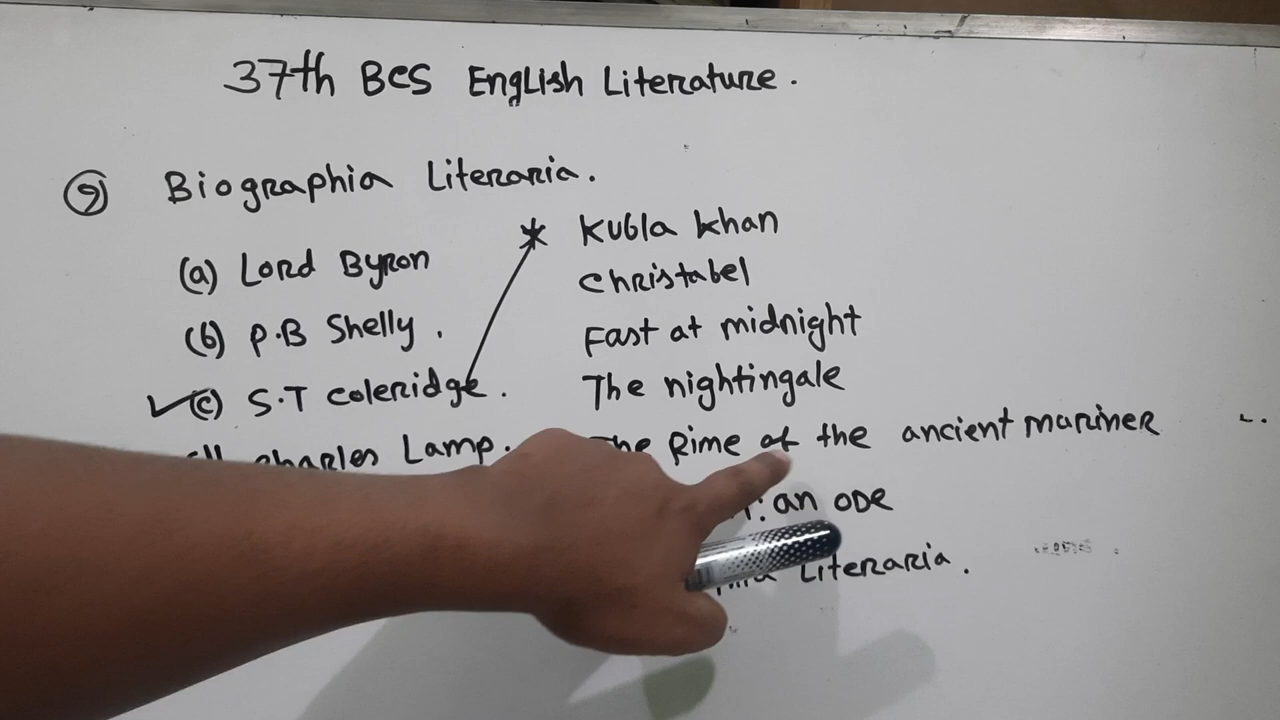 37th BCS English Literature.
9 Biographia Literaria.
(a) Lord Byron
(b) P.B Shelly.
(c) S.T Coleridge.
Charles Lamp.
* Kubla Khan
Christabel
Fast at midnight
The nightingale
The Rime of the ancient mariner
an ode
Literaria.